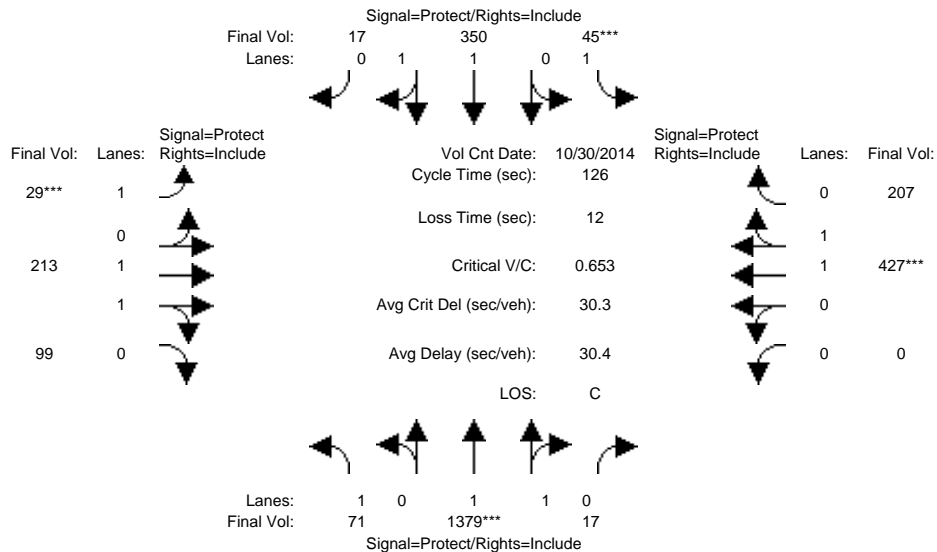 Signal=Protect/Rights=Include
Final Vol: 17 350 45***
Lanes: 0 1 1 0 1
Signal=Protect Signal=Protect
Final Vol: Lanes: Rights=Include Vol Cnt Date: 10/30/2014 Rights=Include Lanes: Final Vol:
Cycle Time (sec): 126
29*** 1 0 207
Loss Time (sec): 12
0 1
213 1 Critical V/C: 0.653 1 427***
1 Avg Crit Del (sec/veh): 30.3 0
99 0 Avg Delay (sec/veh): 30.4 0 0
LOS: C
Lanes: 1 0 1 1 0
Final Vol: 71 1379*** 17
Signal=Protect/Rights=Include